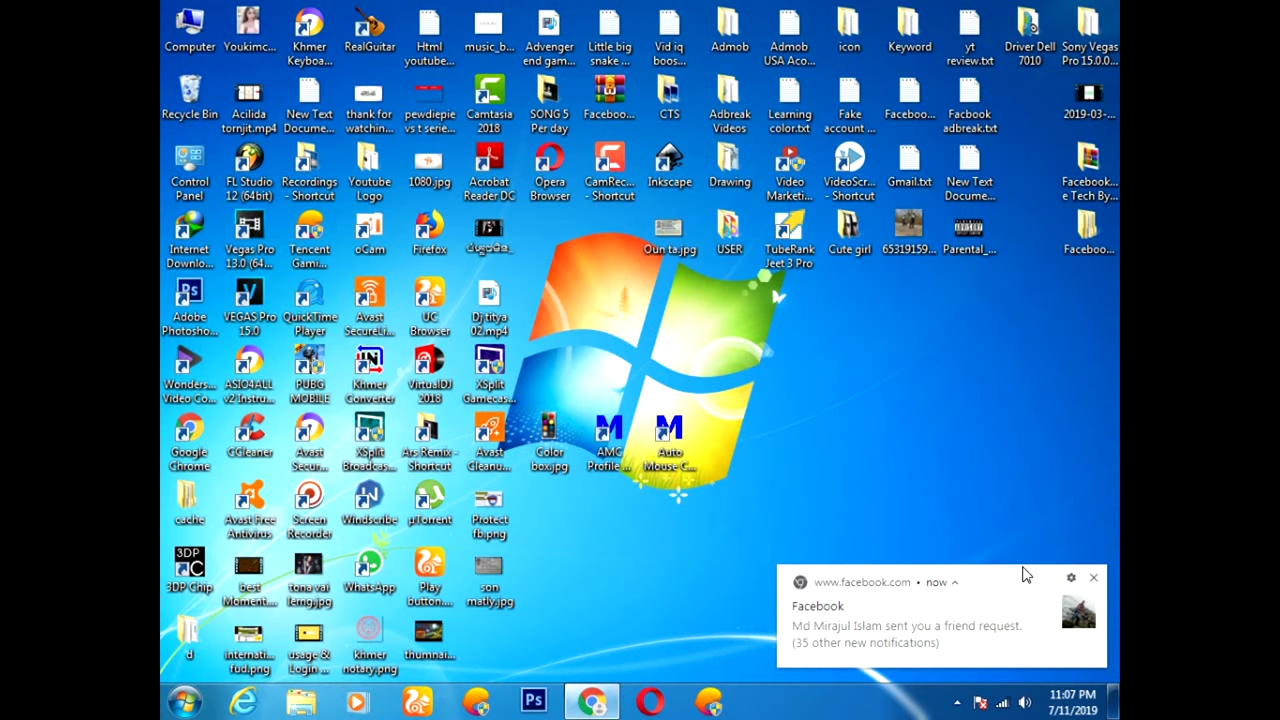 Computer
Youkimc...
Khmer
Keyboa...
RealGuitar
Html
youtube...
music_b...
Advenger
end gam...
Little big
snake ...
Vid iq
boos...
Admob
Admob
USA Aco...
icon
Keyword
yt
review.txt
Driver Dell
7010
Sony Vegas
Pro 15.0.0...
Recycle Bin
Acilida
tornjit.mp4
New Text
Docume...
thank for
watchin...
pewdiepie
vs t serie...
Camtasia
2018
SONG 5
Per day
Faceboo...
CTS
Adbreak
Videos
Learning
color.txt
Fake
account ...
Faceboo...
Facbook
adbreak.txt
2019-03-...
Control
Panel
FL Studio
12 (64bit)
Recordings
- Shortcut
Youtube
Logo
1080.jpg
Acrobat
Reader DC
Opera
Browser
CamRec...
- Shortcut
Inkscape
Drawing
Video
Marketi...
VideoScr...
- Shortcut
Gmail.txt
New Text
Docume...
Facebook...
e Tech By...
Internet
Downlo...
Vegas Pro
13.0 (64...
Tencent
Gami...
oCam
Firefox
Oun ta.jpg
USER
TubeRank
Jeet 3 Pro
Cute girl
65319159...
Parental_...
Faceboo...
Ps
Adobe
Photosho...
V
VEGAS Pro
15.0
QuickTime
Player
Avast
SecureLi...
UC
Browser
Dj titya
02.mp4
Wonders...
Video Co...
ASIO4ALL
v2 Instru...
PUBG
MOBILE
Khmer
Converter
VirtualDJ
2018
XSplit
Gamecas...
Google
Chrome
CCleaner
Avast
Secur...
XSplit
Broadcas...
Ars Remix -
Shortcut
Avast
Cleanu...
Color
box.jpg
M
AMC
Profile ...
M
Auto
Mouse C...
cache
Avast Free
Antivirus
Screen
Recorder
Windscribe
µTorrent
Protect
fb.png
3DP
C
3DP Chip
best
Moment....
tona vai
lerng.jpg
WhatsApp
Play
button....
son
matly.jpg
d
internati...
fud.png
usage &
Login ...
khmer
notary.png
thumnai...
www.facebook.com • now
Facebook
Md Mirajul Islam sent you a friend request.
(35 other new notifications)
Ps
11:07 PM
7/11/2019